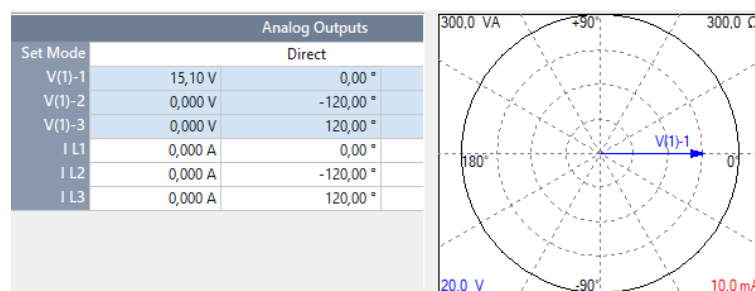 Analog Outputs
Set Mode Direct
V(1)-1 15,10 V 0,00 °
V(1)-2 0,000 V -120,00 °
V(1)-3 0,000 V 120,00 °
I L1 0,000 A 0,00 °
I L2 0,000 A -120,00 °
I L3 0,000 A 120,00 °
300,0 VA +90° 300,0 Ω
V(1)-1
180° 0°
20,0 V -90° 10,0 mA